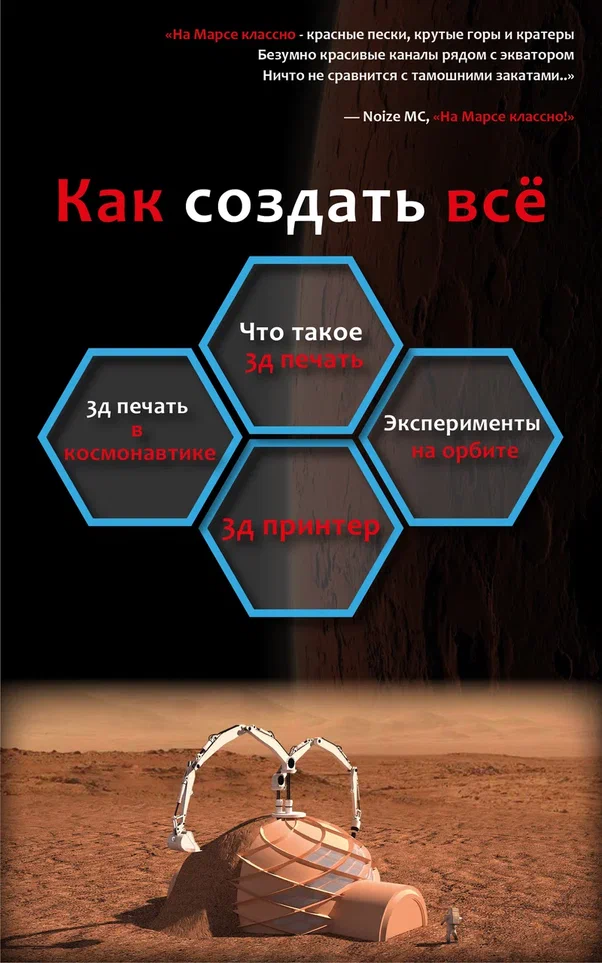 «На Марсе классно - красные пески, крутые горы и кратеры
Безумно красивые каналы рядом с экватором
Ничто не сравнится с тамошними закатами..»
— Noize MC, «На Марсе классно!»
Как создать всё
Что такое
3д печать
3д печать
в
космонавтике
Эксперименты
на орбите
3д принтер